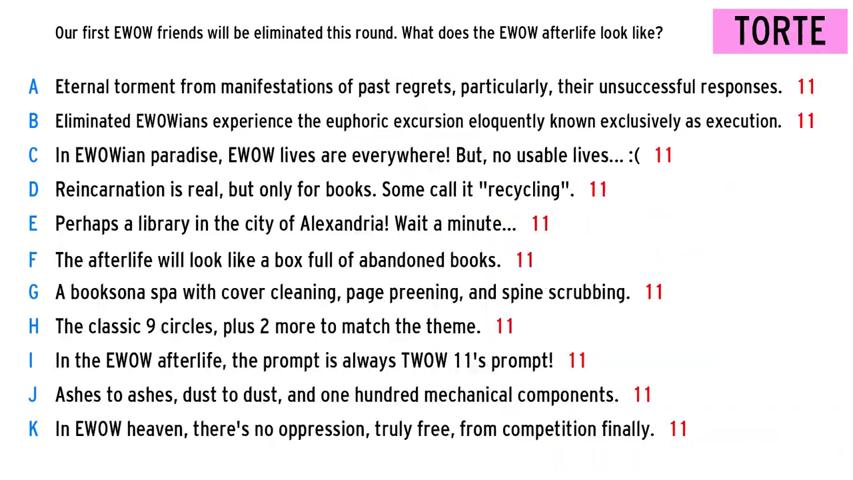 Our first EWOW friends will be eliminated this round. What does the EWOW afterlife look like?
TORTE
A Eternal torment from manifestations of past regrets, particularly, their unsuccessful responses. 11
B Eliminated EWOWians experience the euphoric excursion eloquently known exclusively as execution. 11
C In EWOWian paradise, EWOW lives are everywhere! But, no usable lives... :( 11
D Reincarnation is real, but only for books. Some call it "recycling". 11
E Perhaps a library in the city of Alexandria! Wait a minute... 11
F The afterlife will look like a box full of abandoned books. 11
G A booksona spa with cover cleaning, page preening, and spine scrubbing. 11
H The classic 9 circles, plus 2 more to match the theme. 11
I In the EWOW afterlife, the prompt is always TWOW 11's prompt! 11
J Ashes to ashes, dust to dust, and one hundred mechanical components. 11
K In EWOW heaven, there's no oppression, truly free, from competition finally. 11